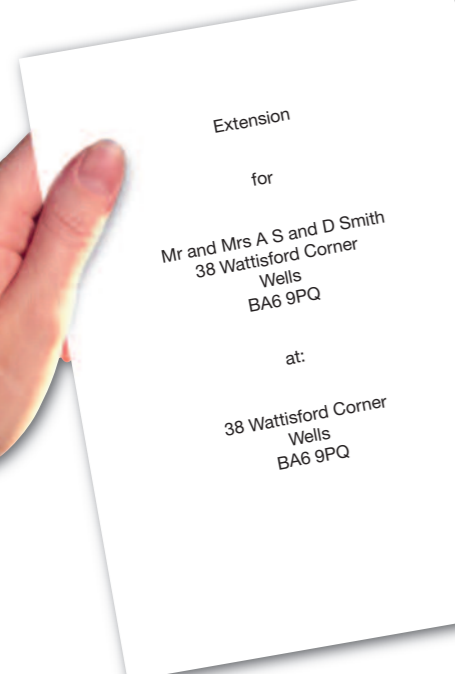 Extension
for
Mr and Mrs A S and D Smith
38 Wattisford Corner
Wells
BA6 9PQ
at:
38 Wattisford Corner
Wells
BA6 9PQ